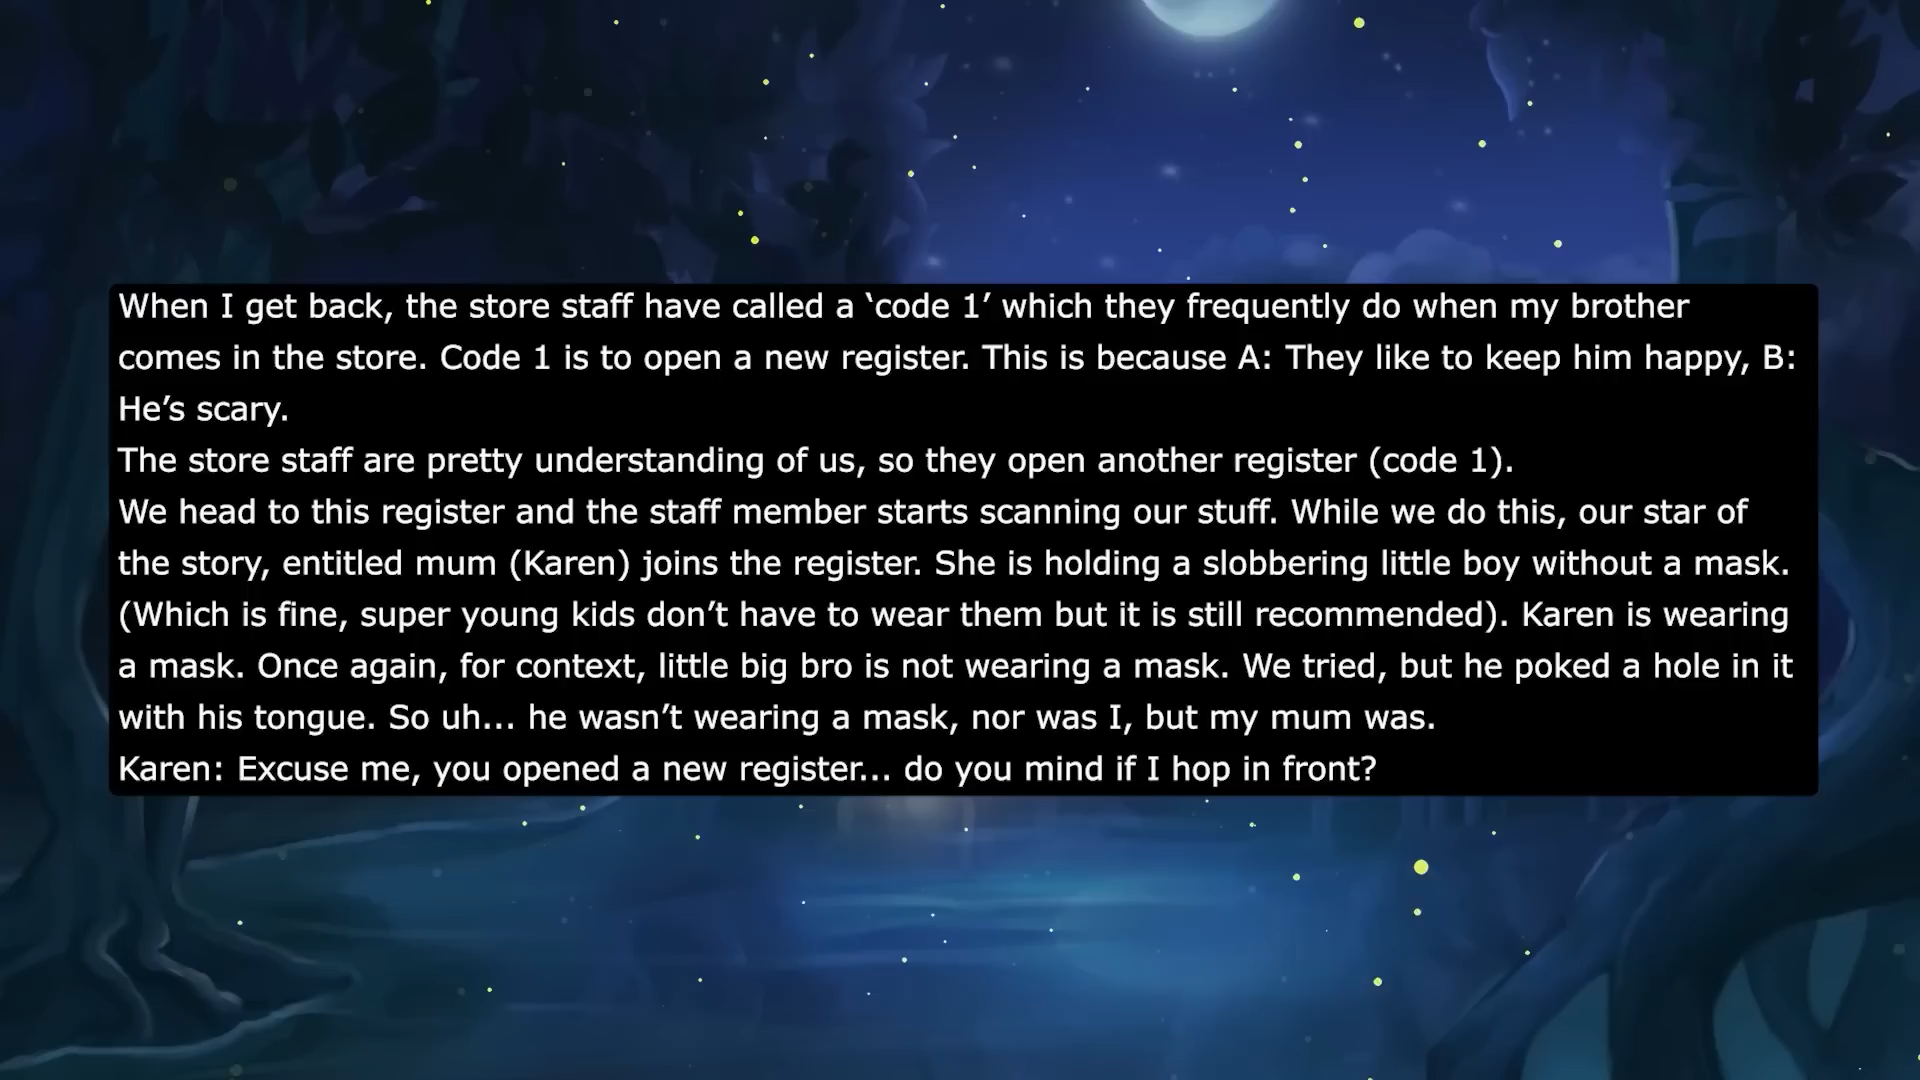 When I get back, the store staff have called a ‘code 1’ which they frequently do when my brother
comes in the store. Code 1 is to open a new register. This is because A: They like to keep him happy, B:
He’s scary.
The store staff are pretty understanding of us, so they open another register (code 1).
We head to this register and the staff member starts scanning our stuff. While we do this, our star of
the story, entitled mum (Karen) joins the register. She is holding a slobbering little boy without a mask.
(Which is fine, super young kids don’t have to wear them but it is still recommended). Karen is wearing
a mask. Once again, for context, little big bro is not wearing a mask. We tried, but he poked a hole in it
with his tongue. So uh... he wasn’t wearing a mask, nor was I, but my mum was.
Karen: Excuse me, you opened a new register... do you mind if I hop in front?